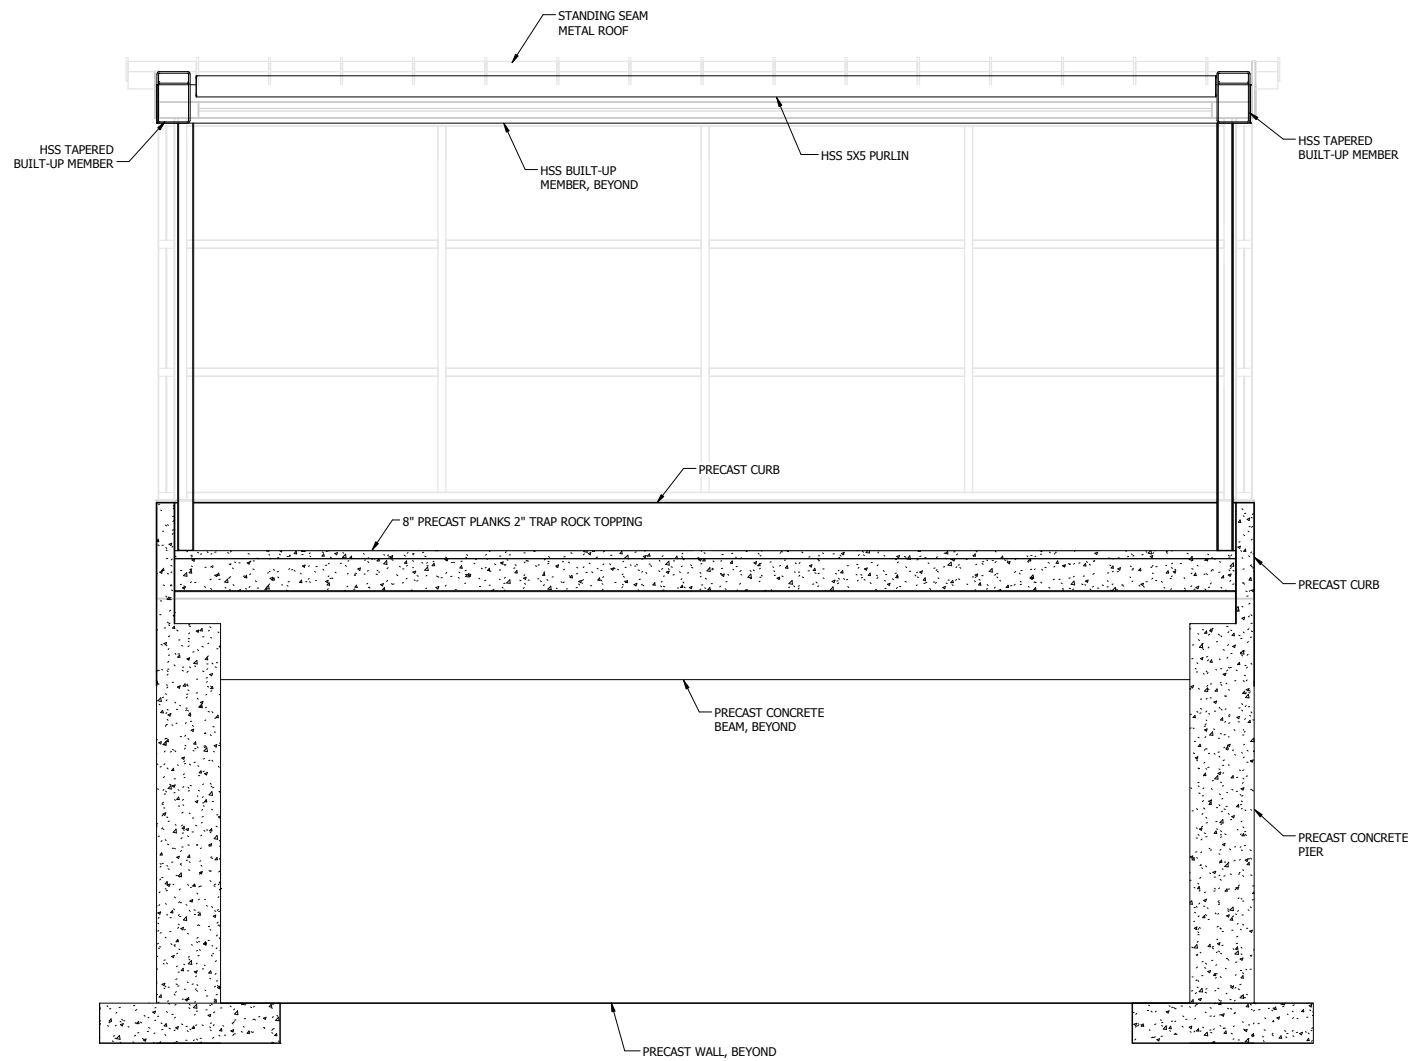 STANDING SEAM
METAL ROOF
HSS TAPERED
BUILT-UP MEMBER
HSS BUILT-UP
MEMBER, BEYOND
HSS 5X5 PURLIN
HSS TAPERED
BUILT-UP MEMBER
PRECAST CURB
8" PRECAST PLANKS 2" TRAP ROCK TOPPING
PRECAST CURB
PRECAST CONCRETE
BEAM, BEYOND
PRECAST CONCRETE
PIER
PRECAST WALL, BEYOND